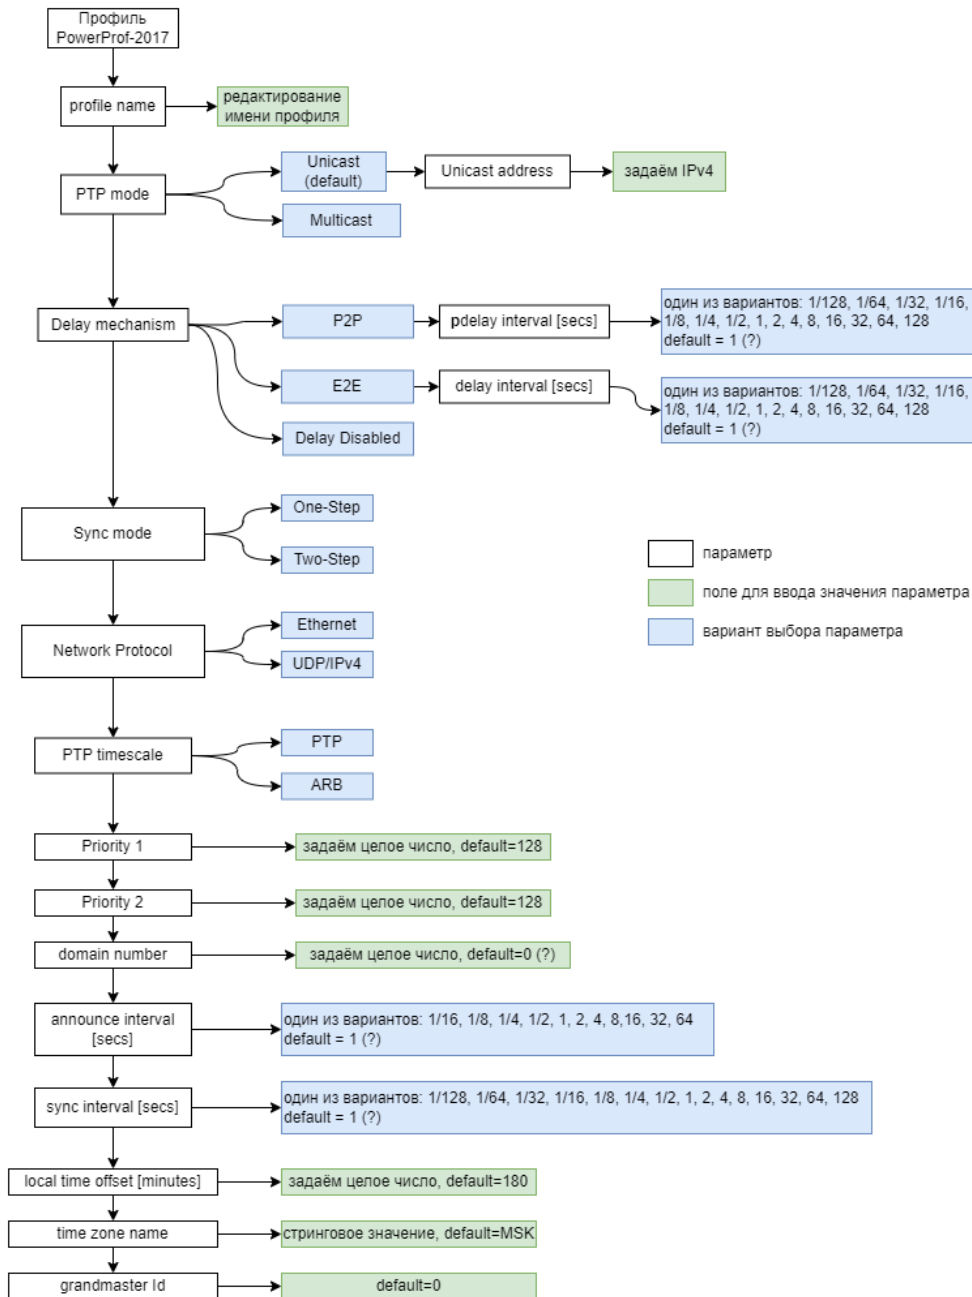 Профиль
PowerProf-2017
profile name
редактирование
имени профиля
PTP mode
Unicast
(default)
Unicast address
задаём IPv4
Multicast
Delay mechanism
P2P
pdelay interval [secs]
один из вариантов: 1/128, 1/64, 1/32, 1/16,
1/8, 1/4, 1/2, 1, 2, 4, 8, 16, 32, 64, 128
default = 1 (?)
E2E
delay interval [secs]
один из вариантов: 1/128, 1/64, 1/32, 1/16,
1/8, 1/4, 1/2, 1, 2, 4, 8, 16, 32, 64, 128
default = 1 (?)
Delay Disabled
Sync mode
One-Step
Two-Step
параметр
поле для ввода значения параметра
вариант выбора параметра
Network Protocol
Ethernet
UDP/IPv4
PTP timescale
PTP
ARB
Priority 1
задаём целое число, default=128
Priority 2
задаём целое число, default=128
domain number
задаём целое число, default=0 (?)
announce interval
[secs]
один из вариантов: 1/16, 1/8, 1/4, 1/2, 1, 2, 4, 8,16, 32, 64
default = 1 (?)
sync interval [secs]
один из вариантов: 1/128, 1/64, 1/32, 1/16, 1/8, 1/4, 1/2, 1, 2, 4, 8, 16, 32, 64, 128
default = 1 (?)
local time offset [minutes]
задаём целое число, default=180
time zone name
стринговое значение, default=MSK
grandmaster Id
default=0